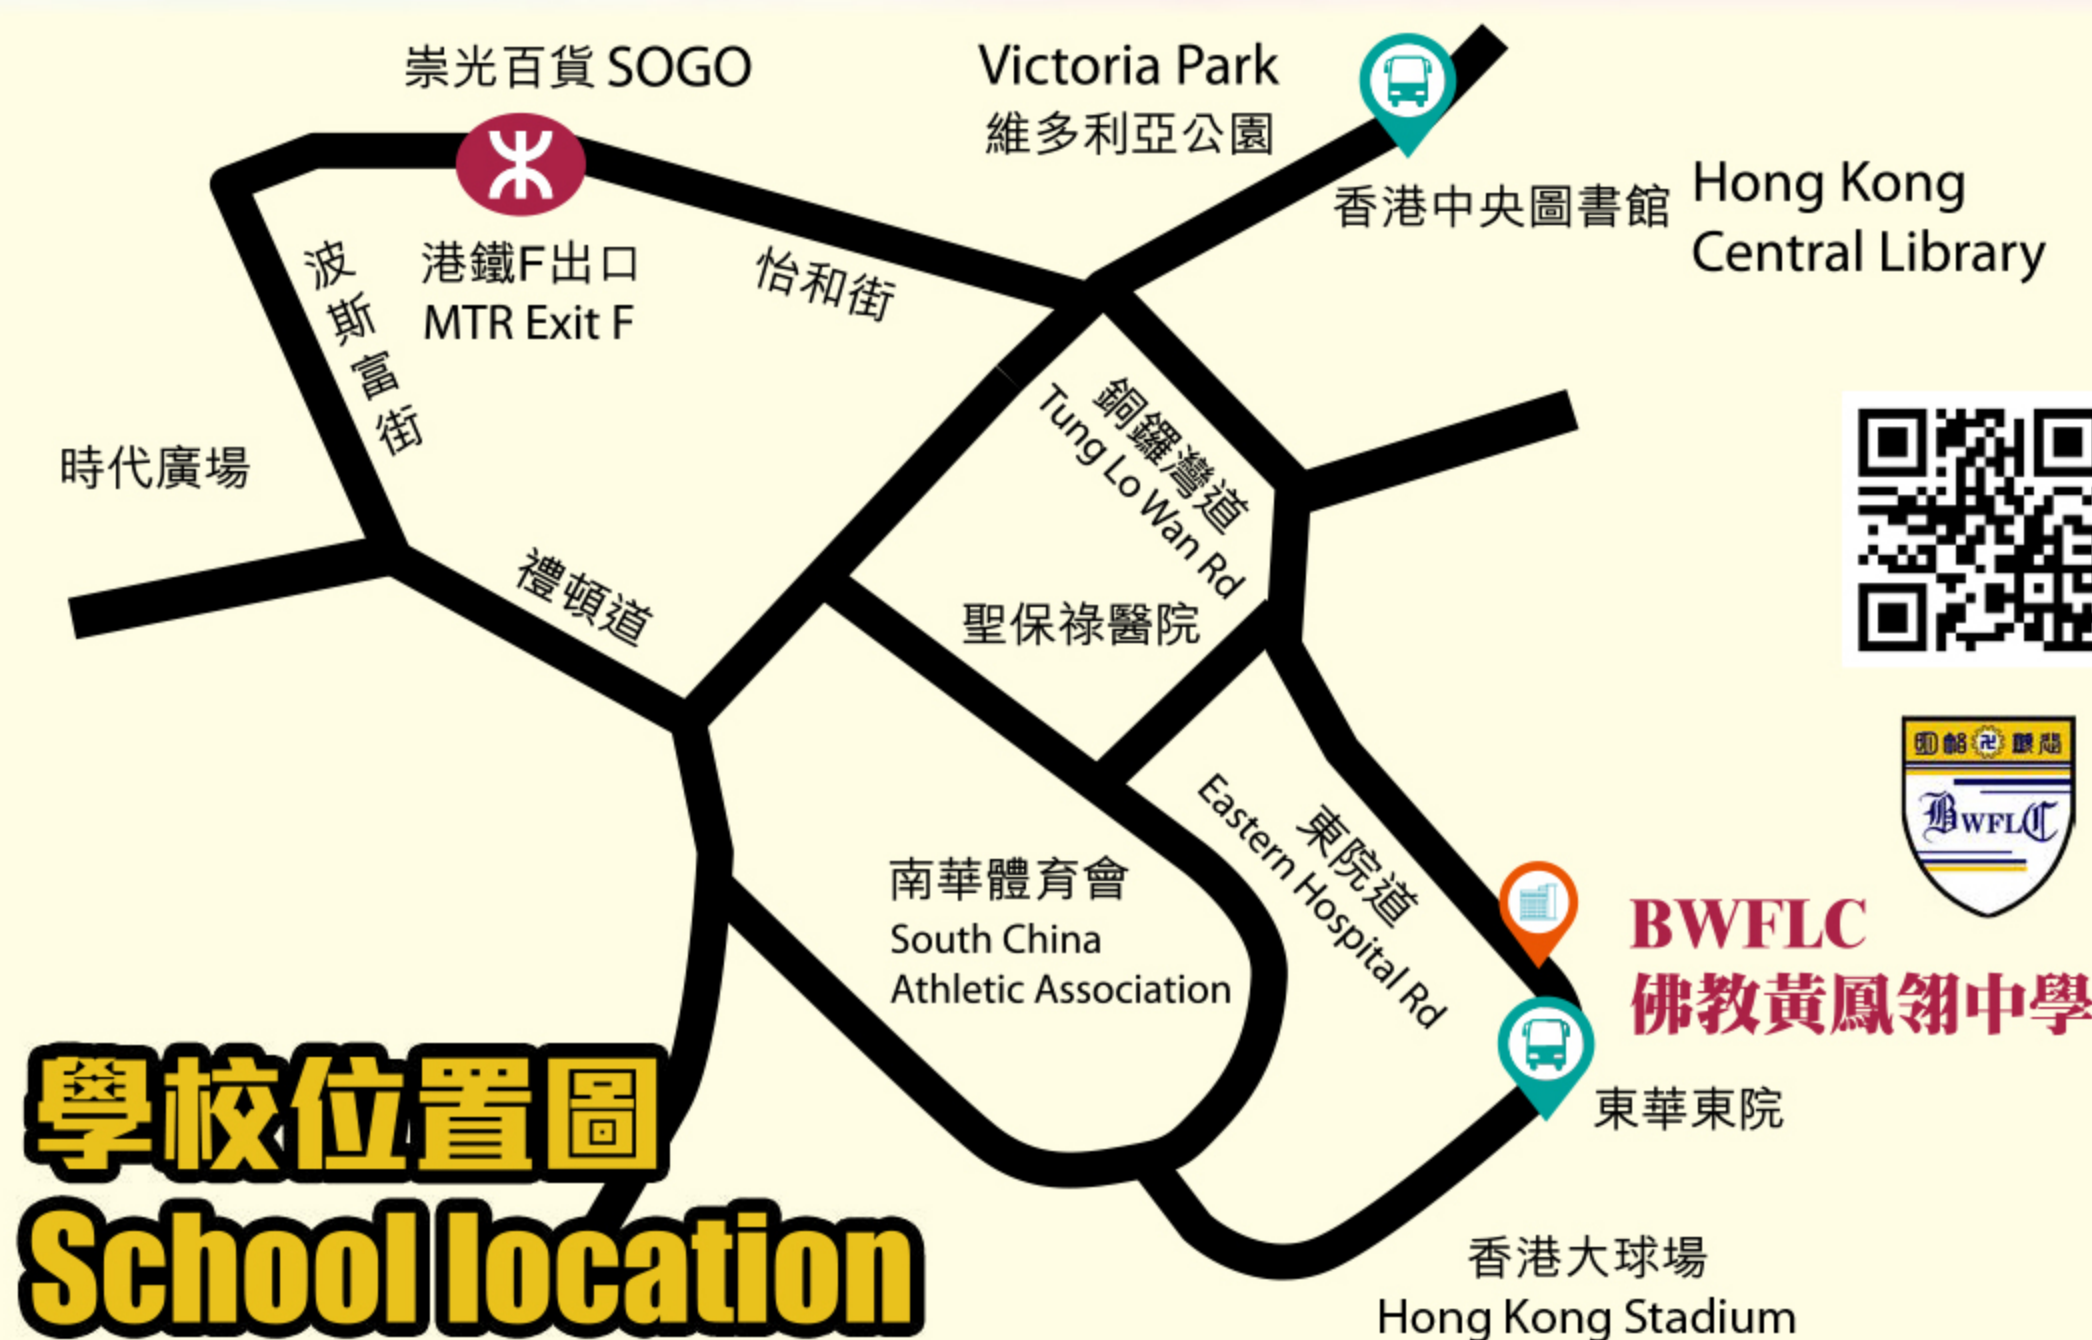 崇光百貨 SOGO
Victoria Park
維多利亞公園
香港中央圖書館
Hong Kong
Central Library
港鐵F出口
MTR Exit F
波斯富街
怡和街
時代廣場
禮頓道
銅鑼灣道
Tung Lo Wan Rd
聖保祿醫院
BWFLC
東院道
Eastern Hospital Rd
南華體育會
South China
Athletic Association
BWFLC
佛教黃鳳翎中學
東華東院
學校位置圖
School location
香港大球場
Hong Kong Stadium